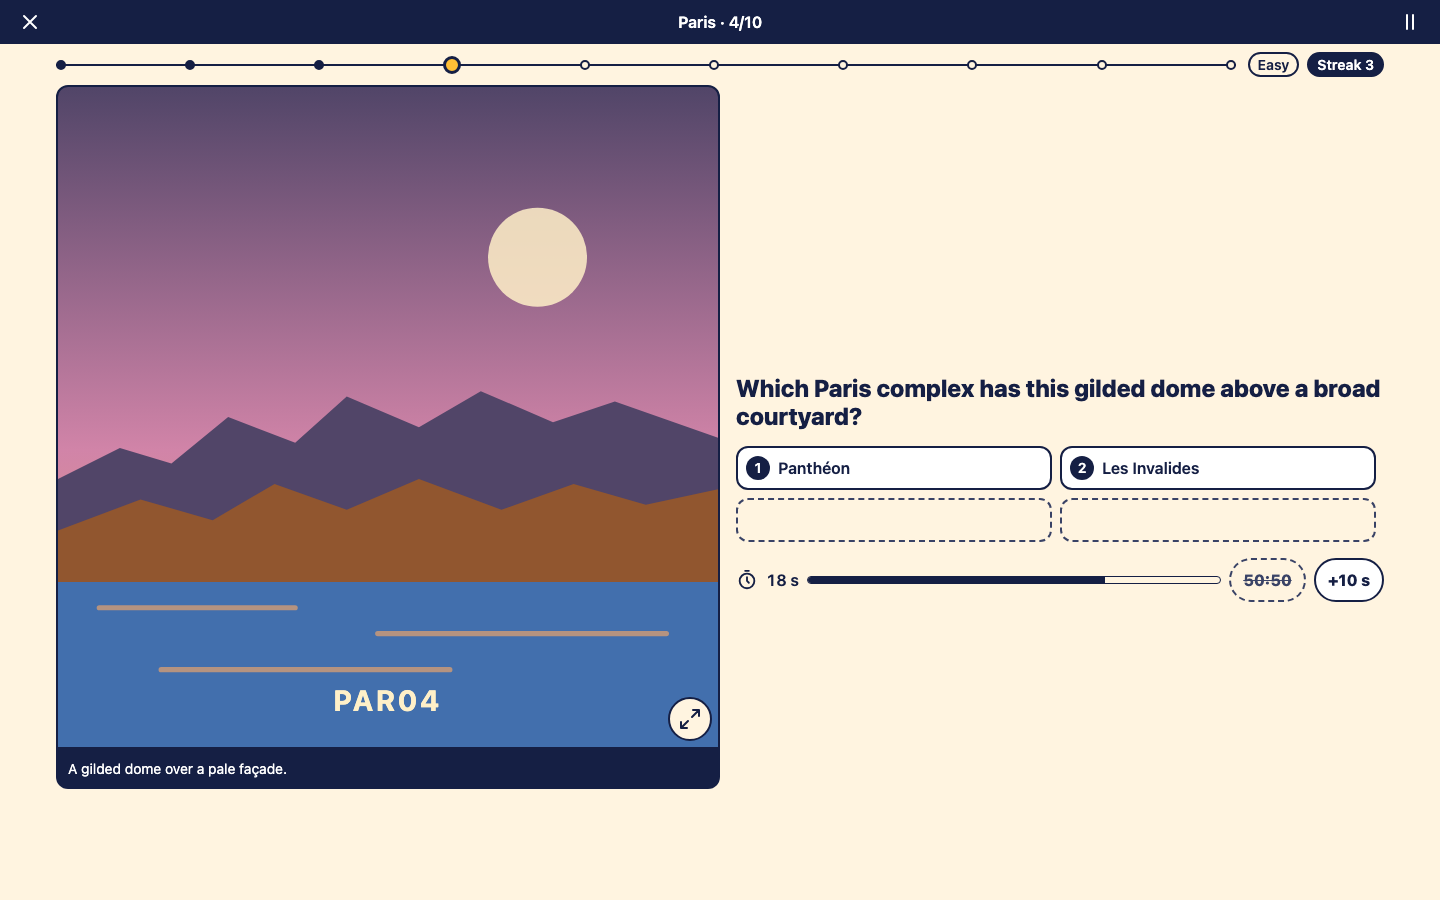 Paris · 4/10
Easy
Streak 3
PAR04
A gilded dome over a pale façade.
Which Paris complex has this gilded dome above a broad
courtyard?
1 Panthéon
2 Les Invalides
18 s
50:50
+10 s